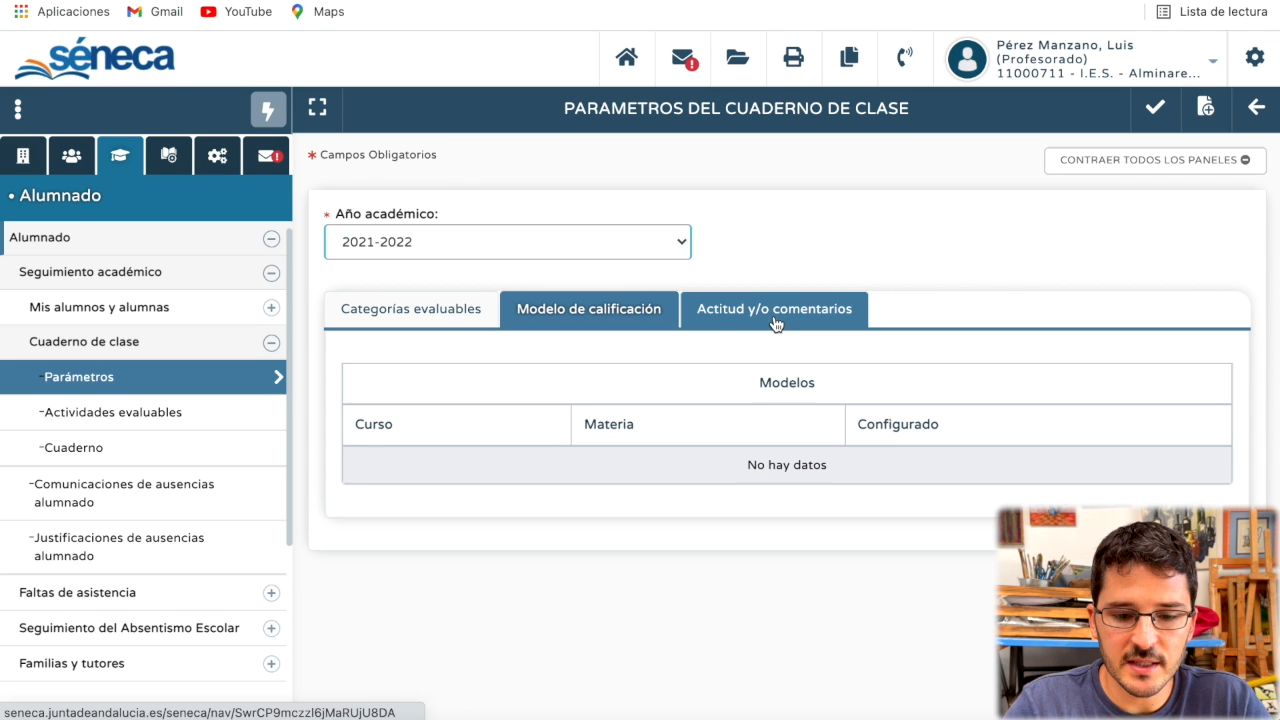 Aplicaciones
Gmail
YouTube
Maps
Lista de lectura
séneca
Pérez Manzano, Luis
(Profesorado)
11000711 - I.E.S. - Alminare...
PARAMETROS DEL CUADERNO DE CLASE
* Campos Obligatorios
CONTRAER TODOS LOS PANELES
• Alumnado
Alumnado
Seguimiento académico
Mis alumnos y alumnas
Cuaderno de clase
-Parámetros
-Actividades evaluables
-Cuaderno
-Comunicaciones de ausencias
alumnado
-Justificaciones de ausencias
alumnado
Faltas de asistencia
Seguimiento del Absentismo Escolar
Familias y tutores
* Año académico:
2021-2022
Categorías evaluables
Modelo de calificación
Actitud y/o comentarios
Modelos
Curso
Materia
Configurado
No hay datos
seneca.juntadeandalucia.es/seneca/nav/SwrCP9mczzI6jMaRUjU8DA